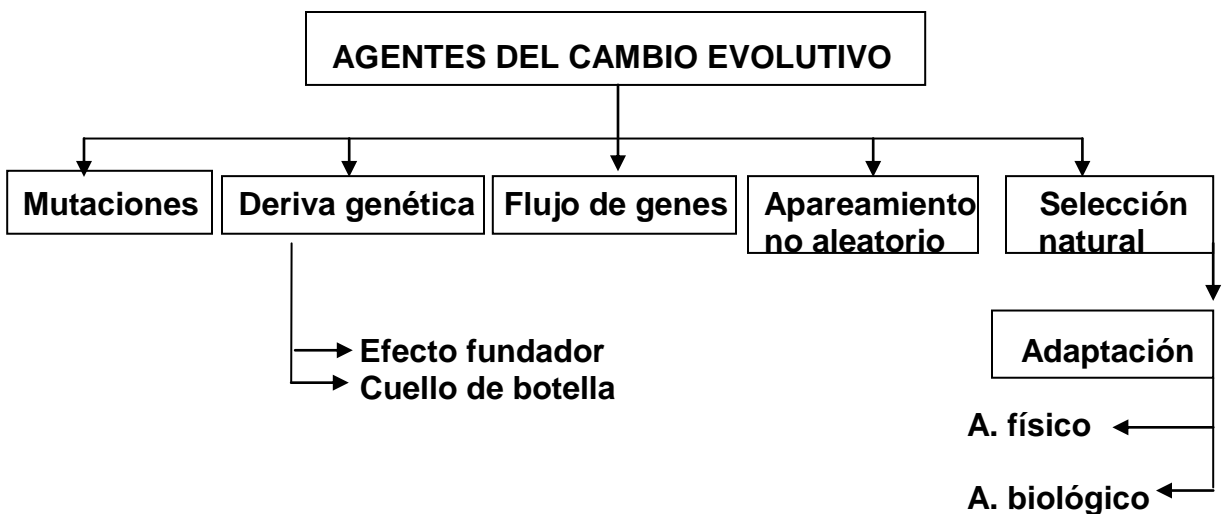 AGENTES DEL CAMBIO EVOLUTIVO
Mutaciones
Deriva genética
Flujo de genes
Apareamiento
no aleatorio
Selección
natural
Efecto fundador
Cuello de botella
Adaptación
A. físico
A. biológico